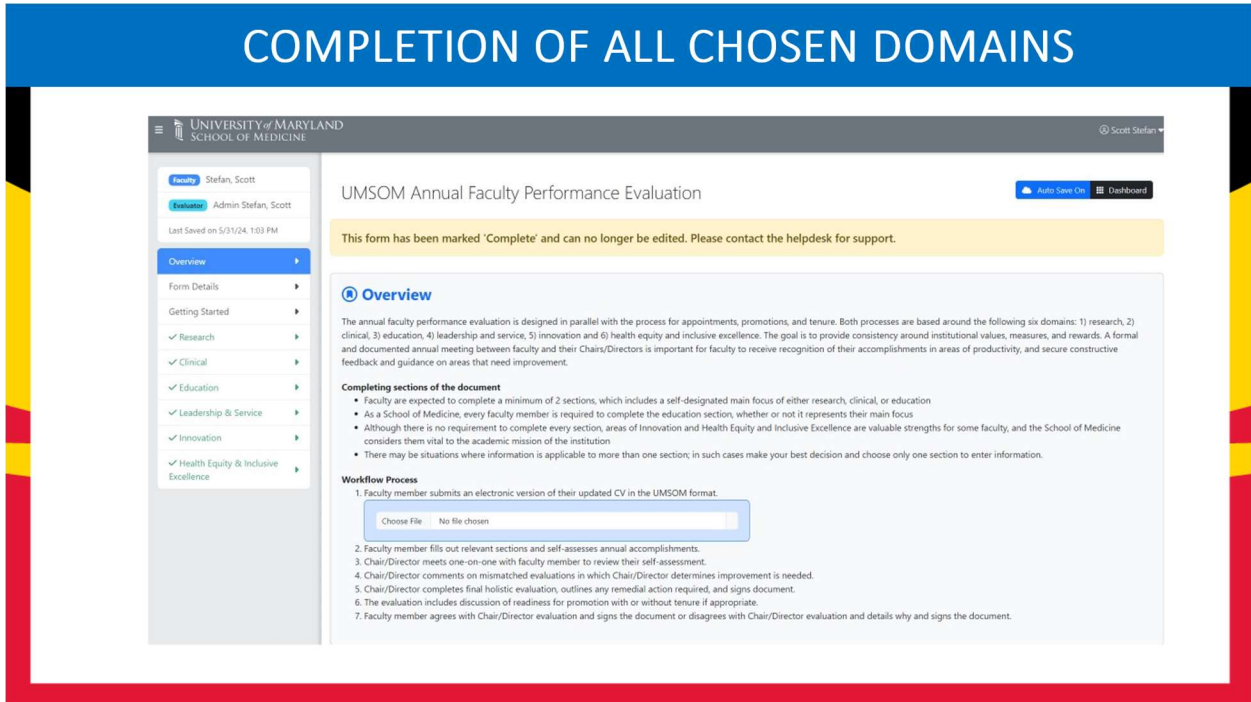 COMPLETION OF ALL CHOSEN DOMAINS
UNIVERSITY of MARYLAND
SCHOOL OF MEDICINE
Scott Stefan
Faculty Stefan, Scott
Evaluator Admin Stefan, Scott
Last Saved on 5/31/24, 1:03 PM
Overview
Form Details
Getting Started
✓ Research
✓ Clinical
✓ Education
✓ Leadership & Service
✓ Innovation
✓ Health Equity & Inclusive
Excellence
UMSOM Annual Faculty Performance Evaluation
Auto Save On
Dashboard
This form has been marked 'Complete' and can no longer be edited. Please contact the helpdesk for support.
Overview
The annual faculty performance evaluation is designed in parallel with the process for appointments, promotions, and tenure. Both processes are based around the following six domains: 1) research, 2)
clinical, 3) education, 4) leadership and service, 5) innovation and 6) health equity and inclusive excellence. The goal is to provide consistency around institutional values, measures, and rewards. A formal
and documented annual meeting between faculty and their Chairs/Directors is important for faculty to receive recognition of their accomplishments in areas of productivity, and secure constructive
feedback and guidance on areas that need improvement.
Completing sections of the document
• Faculty are expected to complete a minimum of 2 sections, which includes a self-designated main focus of either research, clinical, or education
• As a School of Medicine, every faculty member is required to complete the education section, whether or not it represents their main focus
• Although there is no requirement to complete every section, areas of Innovation and Health Equity and Inclusive Excellence are valuable strengths for some faculty, and the School of Medicine
considers them vital to the academic mission of the institution
• There may be situations where information is applicable to more than one section; in such cases make your best decision and choose only one section to enter information.
Workflow Process
1. Faculty member submits an electronic version of their updated CV in the UMSOM format.
Choose File No file chosen
2. Faculty member fills out relevant sections and self-assesses annual accomplishments.
3. Chair/Director meets one-on-one with faculty member to review their self-assessment.
4. Chair/Director comments on mismatched evaluations in which Chair/Director determines improvement is needed.
5. Chair/Director completes final holistic evaluation, outlines any remedial action required, and signs document.
6. The evaluation includes discussion of readiness for promotion with or without tenure if appropriate.
7. Faculty member agrees with Chair/Director evaluation and signs the document or disagrees with Chair/Director evaluation and details why and signs the document.